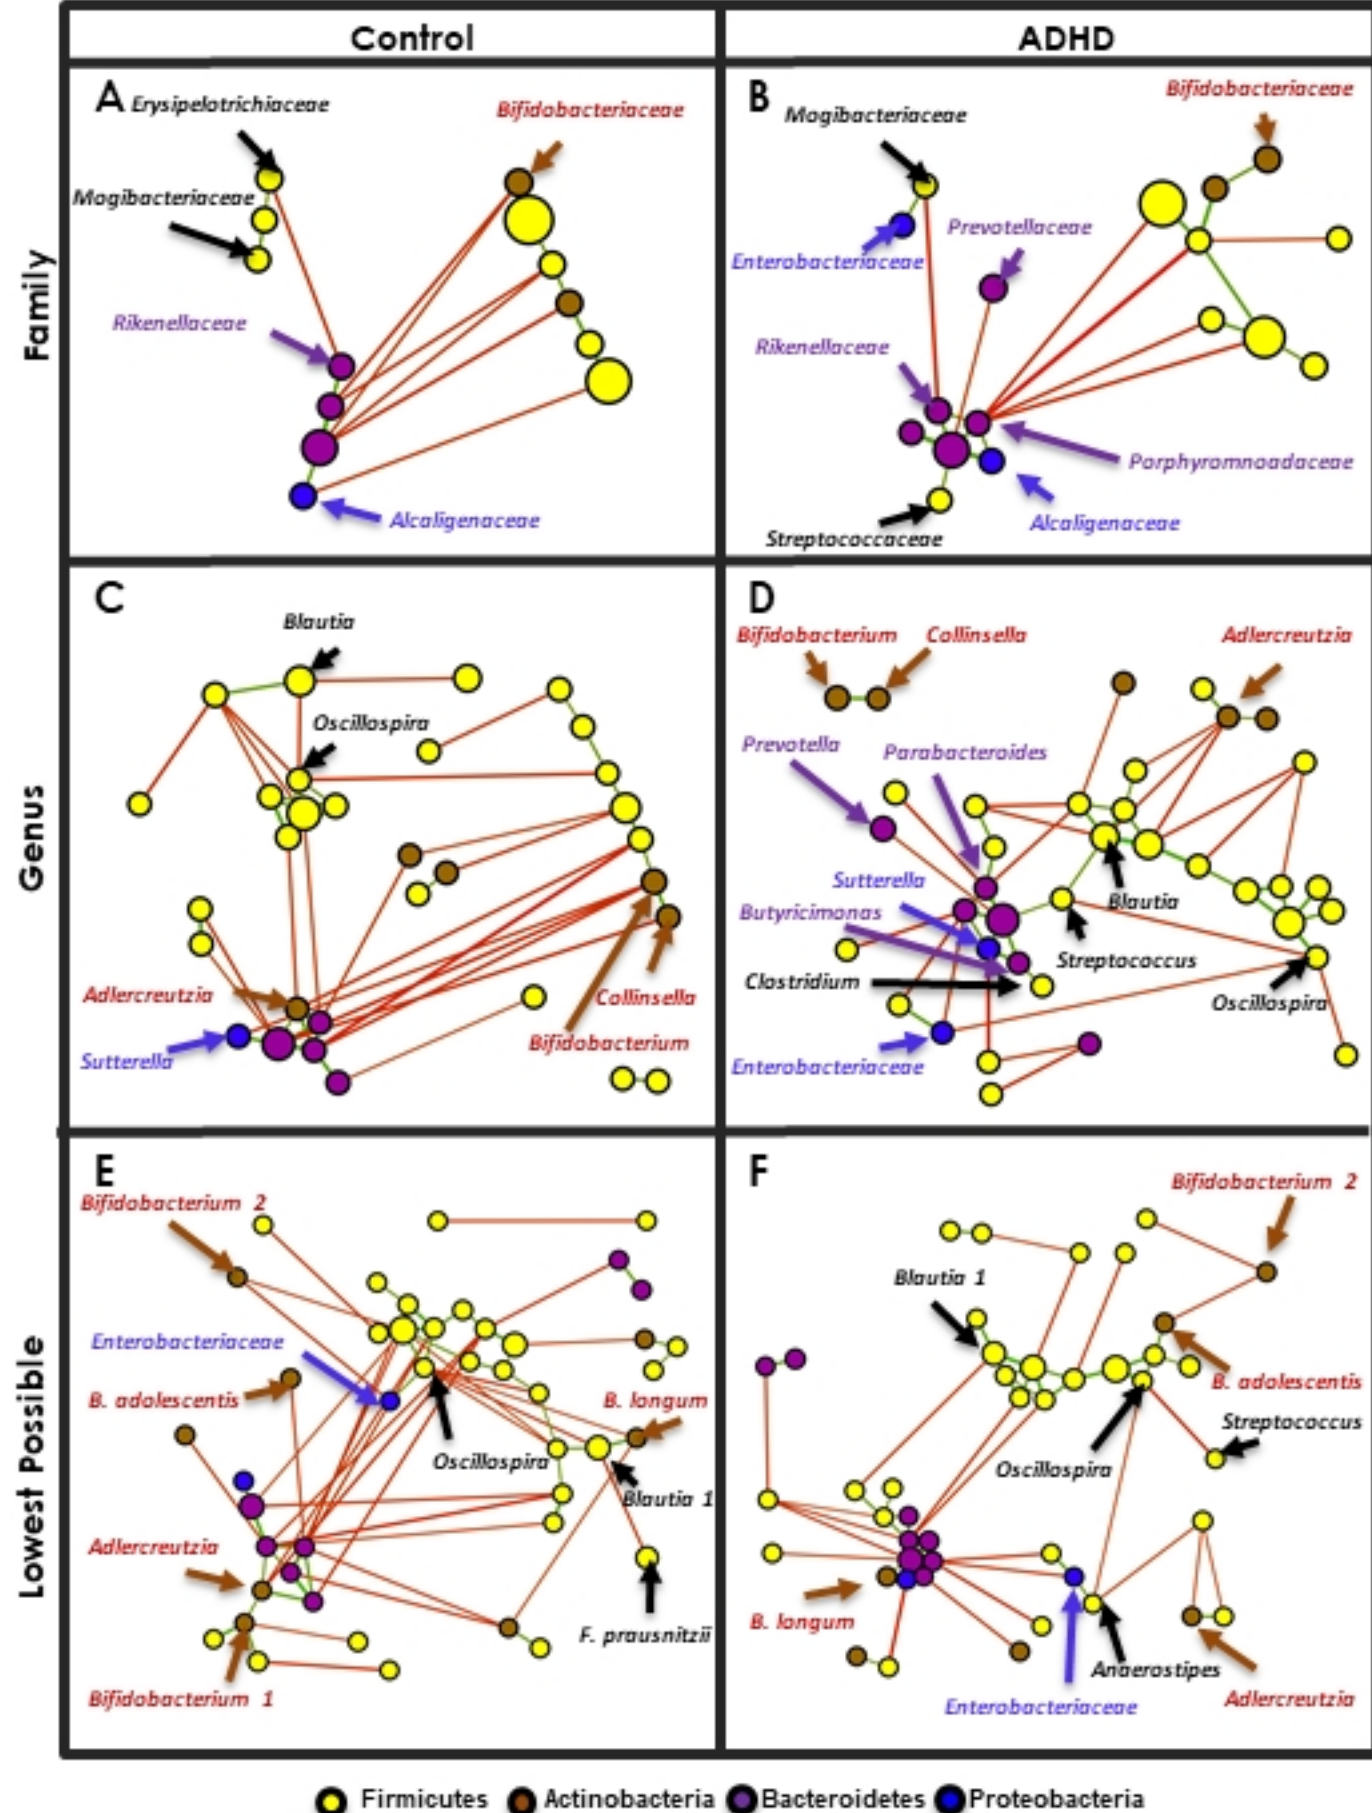 Control
ADHD
Family
A
Erysipelotrichiaceae
Bifidobacteriaceae
Mogibacteriaceae
Rikenellaceae
Alcaligenaceae
B
Bifidobacteriaceae
Mogibacteriaceae
Prevotellaceae
Enterobacteriaceae
Rikenellaceae
Porphyromnoadaceae
Alcaligenaceae
Streptococcaceae
Genus
C
Blautia
Oscillospira
Adlercreutzia
Collinsella
Bifidobacterium
Sutterella
D
Bifidobacterium
Collinsella
Adlercreutzia
Prevotella
Parabacteroides
Sutterella
Blautia
Butyricimonas
Streptococcus
Clostridium
Oscillospira
Enterobacteriaceae
Lowest Possible
E
Bifidobacterium 2
Enterobacteriaceae
B. adolescentis
B. longum
Oscillospira
Blautia 1
Adlercreutzia
F. prausnitzii
Bifidobacterium 1
F
Bifidobacterium 2
Blautia 1
B. adolescentis
Streptococcus
Oscillospira
B. longum
Anaerostipes
Enterobacteriaceae
Adlercreutzia
Firmicutes Actinobacteria Bacteroidetes Proteobacteria